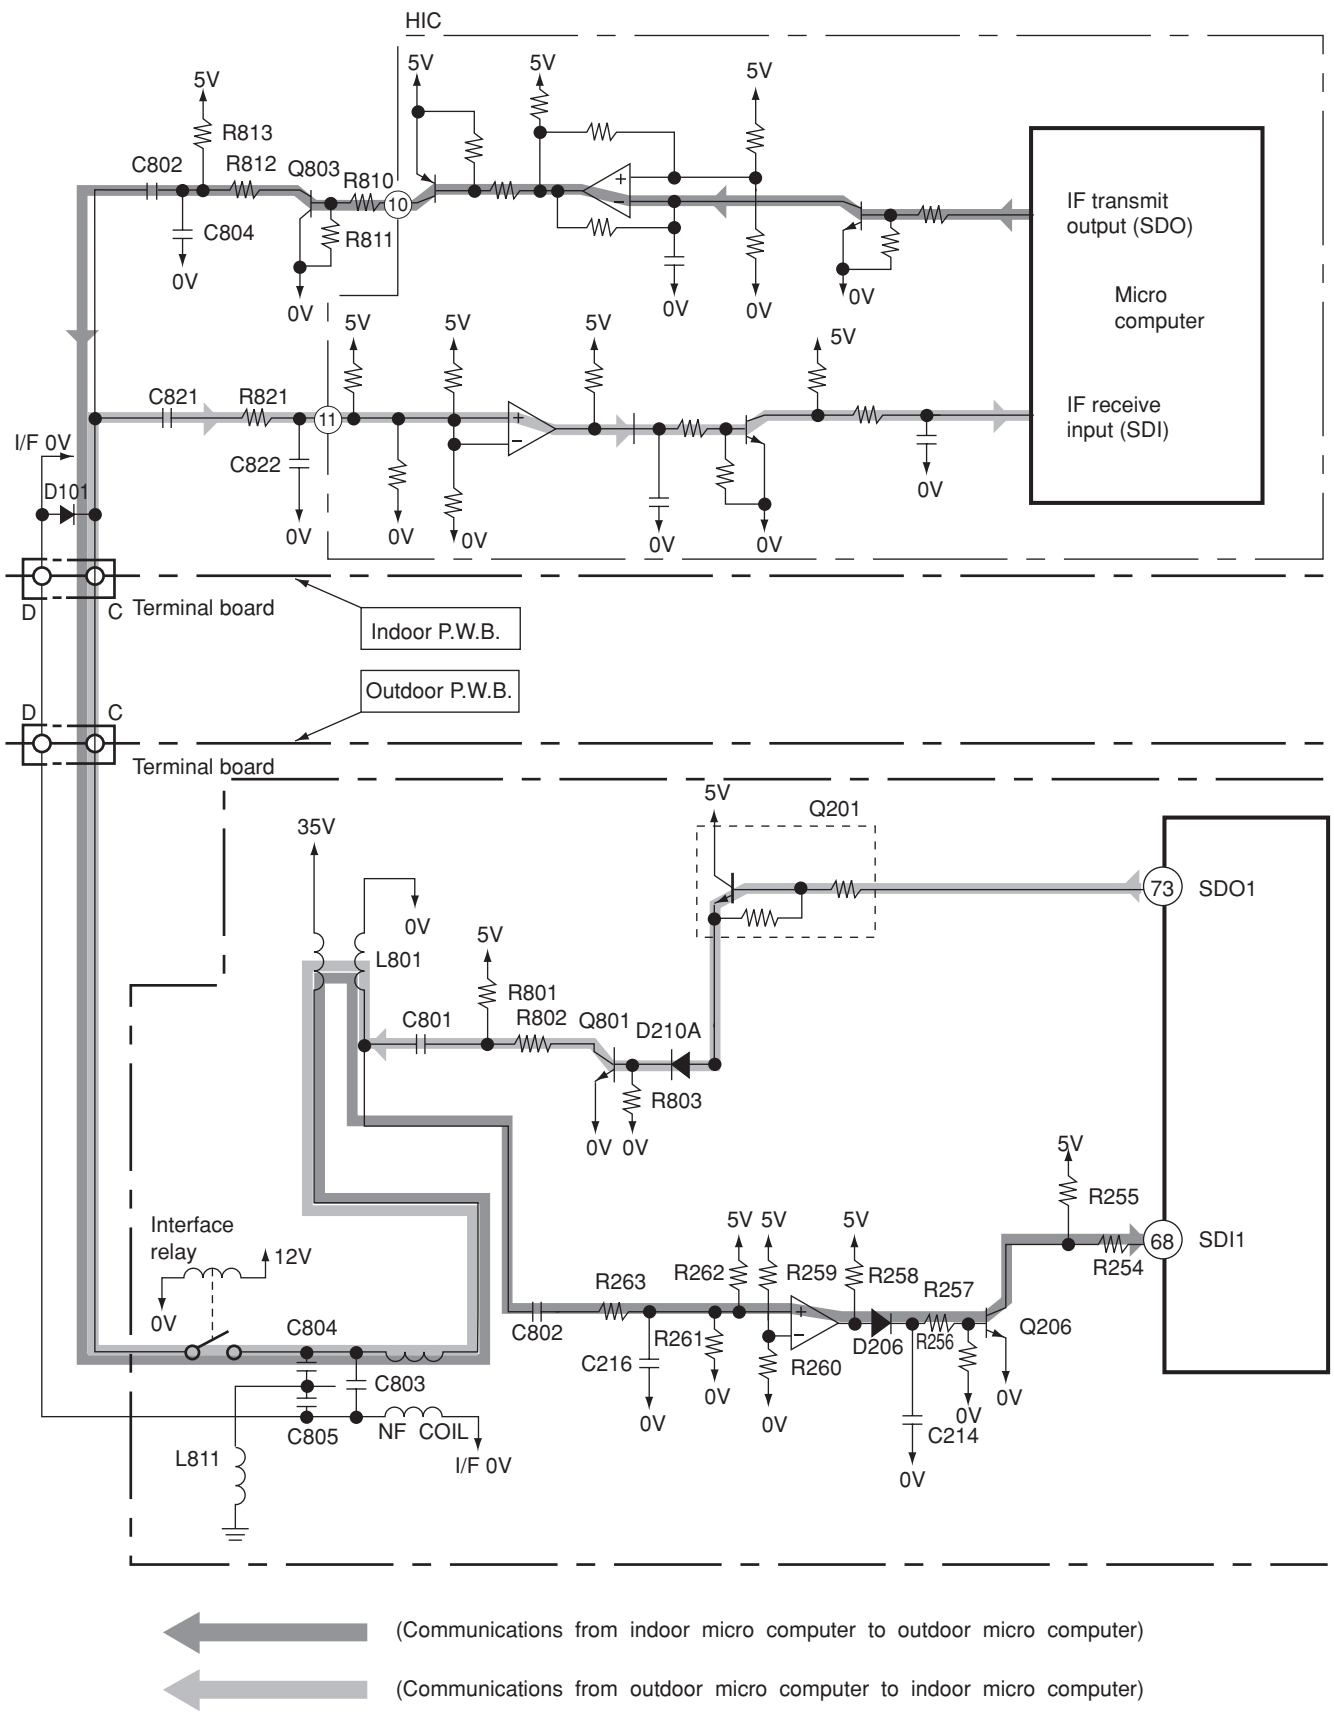 HIC
5V
5V
5V
5V
R813
C802
R812
Q803
R810
10
C804
R811
0V
0V
0V
0V
0V
IF transmit
output (SDO)
Micro
computer
5V
5V
5V
5V
C821
R821
11
IF receive
input (SDI)
I/F 0V
C822
D101
0V
0V
0V
0V
0V
0V
D
C
Terminal board
Indoor P.W.B.
Outdoor P.W.B.
D
C
Terminal board
5V
Q201
35V
73
SDO1
0V
5V
L801
R801
C801
R802
Q801
D210A
R803
0V
0V
5V
R255
Interface
relay
12V
5V
5V
5V
68
SDI1
R254
R263
R262
R259
R258
R257
0V
C804
C802
R261
D206
R256
Q206
C216
R260
C803
0V
0V
0V
0V
0V
C805
NF COIL
C214
L811
I/F 0V
0V
(Communications from indoor micro computer to outdoor micro computer)
(Communications from outdoor micro computer to indoor micro computer)